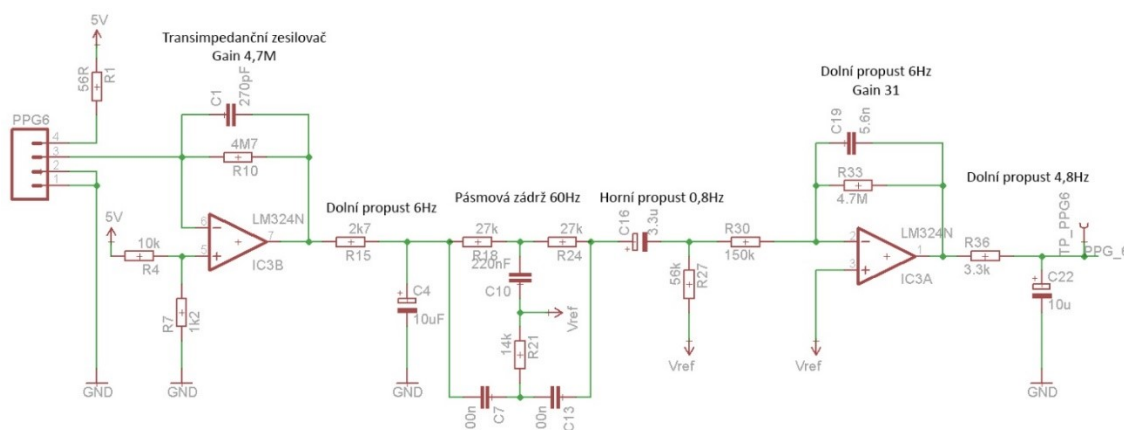 5V
56R
R1
PPG6
4
3
2
1
Transimpedanční zesilovač
Gain 4,7M
C1
270pF
4M7
R10
5V
10k
R4
6
5
7
LM324N
IC3B
R7
1k2
GND
GND
Dolní propust 6Hz
2k7
R15
C4
10uF
GND
Pásmová zádrž 60Hz
27k
R18
27k
R24
220nF
C10
Vref
14k
R21
00n
C7
00n
C13
Horní propust 0,8Hz
C16
3.3u
56k
R27
Vref
R30
150k
Dolní propust 6Hz
Gain 31
C19
5.6n
R33
4.7M
2
3
1
LM324N
IC3A
Vref
Dolní propust 4,8Hz
R36
3.3k
TP_PPG6
PPG_6
C22
10u
GND